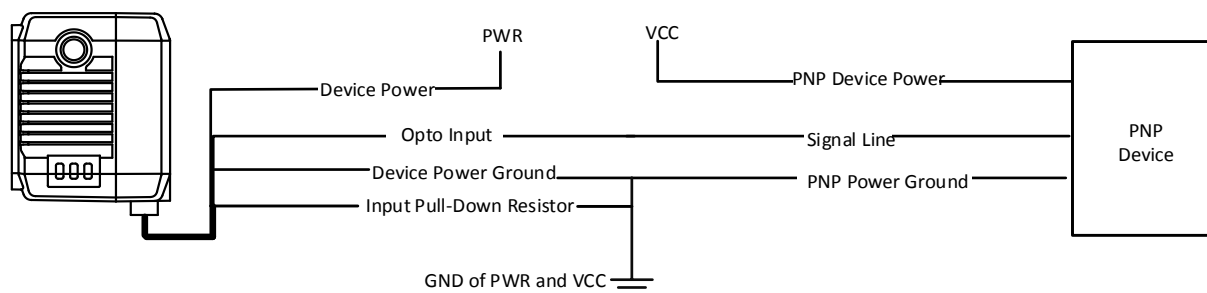 PWR
VCC
Device Power
PNP Device Power
Opto Input
Signal Line
PNP
Device
Device Power Ground
PNP Power Ground
Input Pull-Down Resistor
GND of PWR and VCC